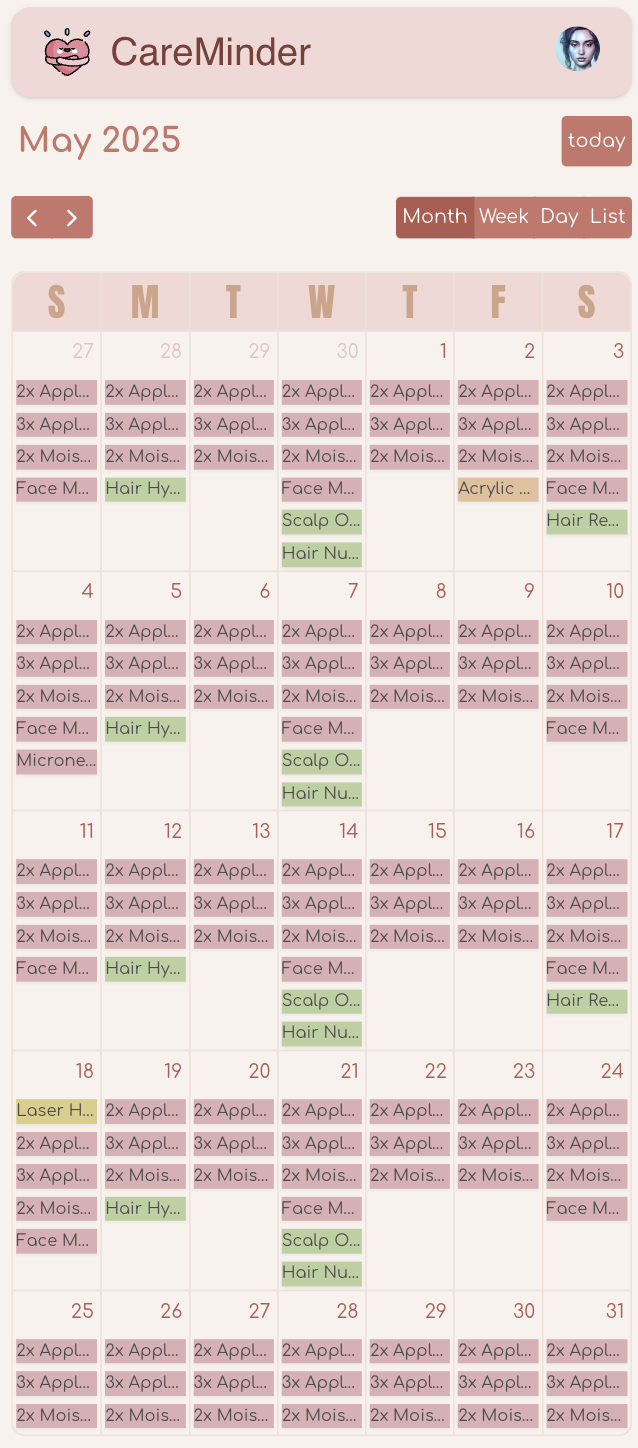 CareMinder
May 2025
today
Month Week Day List
S M T W T F S
27 28 29 30 1 2 3
2x Appl... 2x Appl... 2x Appl... 2x Appl... 2x Appl... 2x Appl... 2x Appl...
3x Appl... 3x Appl... 3x Appl... 3x Appl... 3x Appl... 3x Appl... 3x Appl...
2x Mois... 2x Mois... 2x Mois... 2x Mois... 2x Mois... 2x Mois... 2x Mois...
Face M... Hair Hy... Face M... Acrylic ... Face M...
Scalp O... Hair Re...
Hair Nu...
4 5 6 7 8 9 10
2x Appl... 2x Appl... 2x Appl... 2x Appl... 2x Appl... 2x Appl... 2x Appl...
3x Appl... 3x Appl... 3x Appl... 3x Appl... 3x Appl... 3x Appl... 3x Appl...
2x Mois... 2x Mois... 2x Mois... 2x Mois... 2x Mois... 2x Mois... 2x Mois...
Face M... Hair Hy... Face M... Face M...
Microne... Scalp O...
Hair Nu...
11 12 13 14 15 16 17
2x Appl... 2x Appl... 2x Appl... 2x Appl... 2x Appl... 2x Appl... 2x Appl...
3x Appl... 3x Appl... 3x Appl... 3x Appl... 3x Appl... 3x Appl... 3x Appl...
2x Mois... 2x Mois... 2x Mois... 2x Mois... 2x Mois... 2x Mois... 2x Mois...
Face M... Hair Hy... Face M... Face M...
Scalp O... Hair Re...
Hair Nu...
18 19 20 21 22 23 24
Laser H... 2x Appl... 2x Appl... 2x Appl... 2x Appl... 2x Appl... 2x Appl...
2x Appl... 3x Appl... 3x Appl... 3x Appl... 3x Appl... 3x Appl... 3x Appl...
3x Appl... 2x Mois... 2x Mois... 2x Mois... 2x Mois... 2x Mois... 2x Mois...
2x Mois... Hair Hy... Face M... Face M...
Face M... Scalp O...
Hair Nu...
25 26 27 28 29 30 31
2x Appl... 2x Appl... 2x Appl... 2x Appl... 2x Appl... 2x Appl... 2x Appl...
3x Appl... 3x Appl... 3x Appl... 3x Appl... 3x Appl... 3x Appl... 3x Appl...
2x Mois... 2x Mois... 2x Mois... 2x Mois... 2x Mois... 2x Mois... 2x Mois...